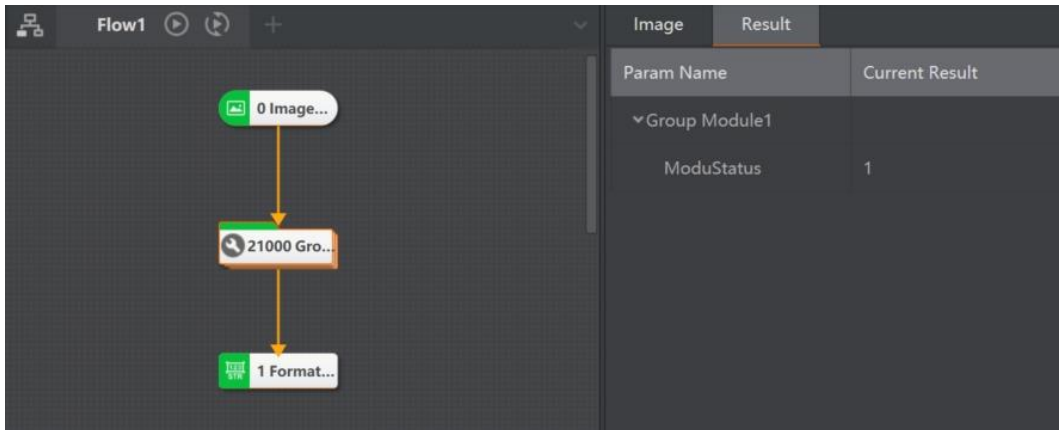 Flow1
0 Image...
21000 Gro...
1 Format...
Image Result
Param Name Current Result
Group Module1
ModuStatus 1